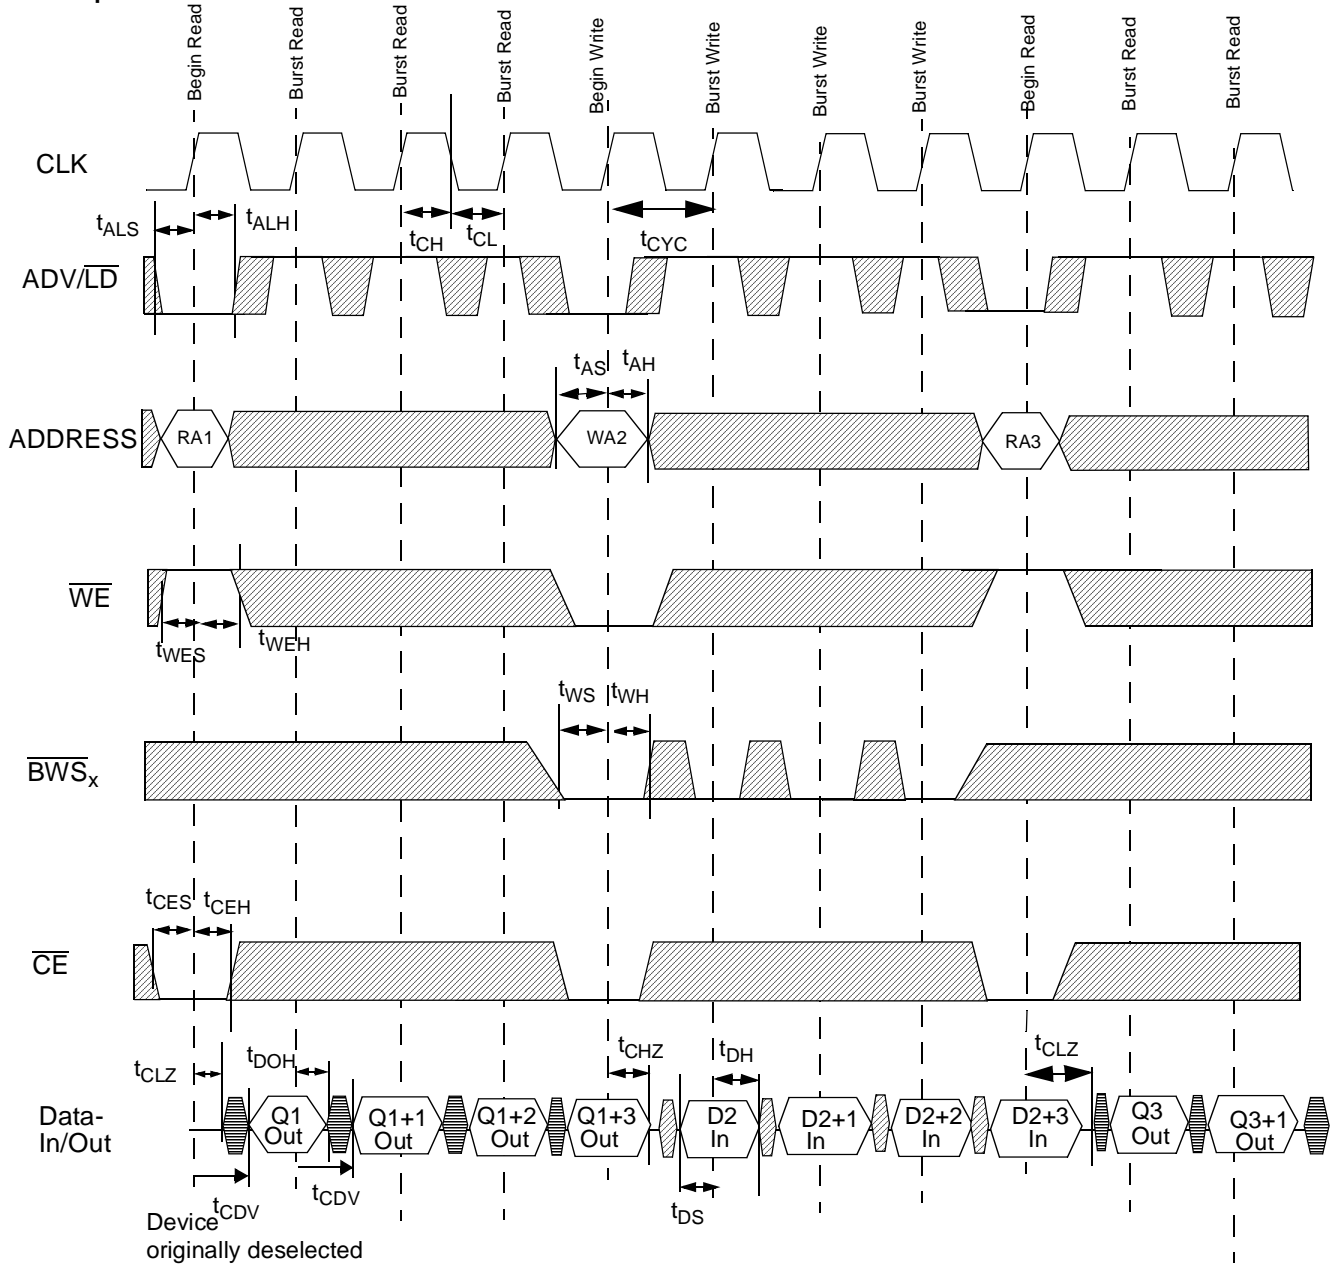 Begin Read
Burst Read
Burst Read
Burst Read
Begin Write
Burst Write
Burst Write
Burst Write
Begin Read
Burst Read
Burst Read
CLK
tALS
tALH
tCH
tCL
tCYC
ADV/LD
tAS
tAH
ADDRESS
RA1
WA2
RA3
WE
tWES
tWEH
tWS
tWH
BWSx
tCES
tCEH
CE
tCLZ
tDOH
tCHZ
tDH
tCLZ
Data-
In/Out
Q1
Out
Q1+1
Out
Q1+2
Out
Q1+3
Out
D2
In
D2+1
In
D2+2
In
D2+3
In
Q3
Out
Q3+1
Out
tCDV
tCDV
tDS
Device
originally deselected